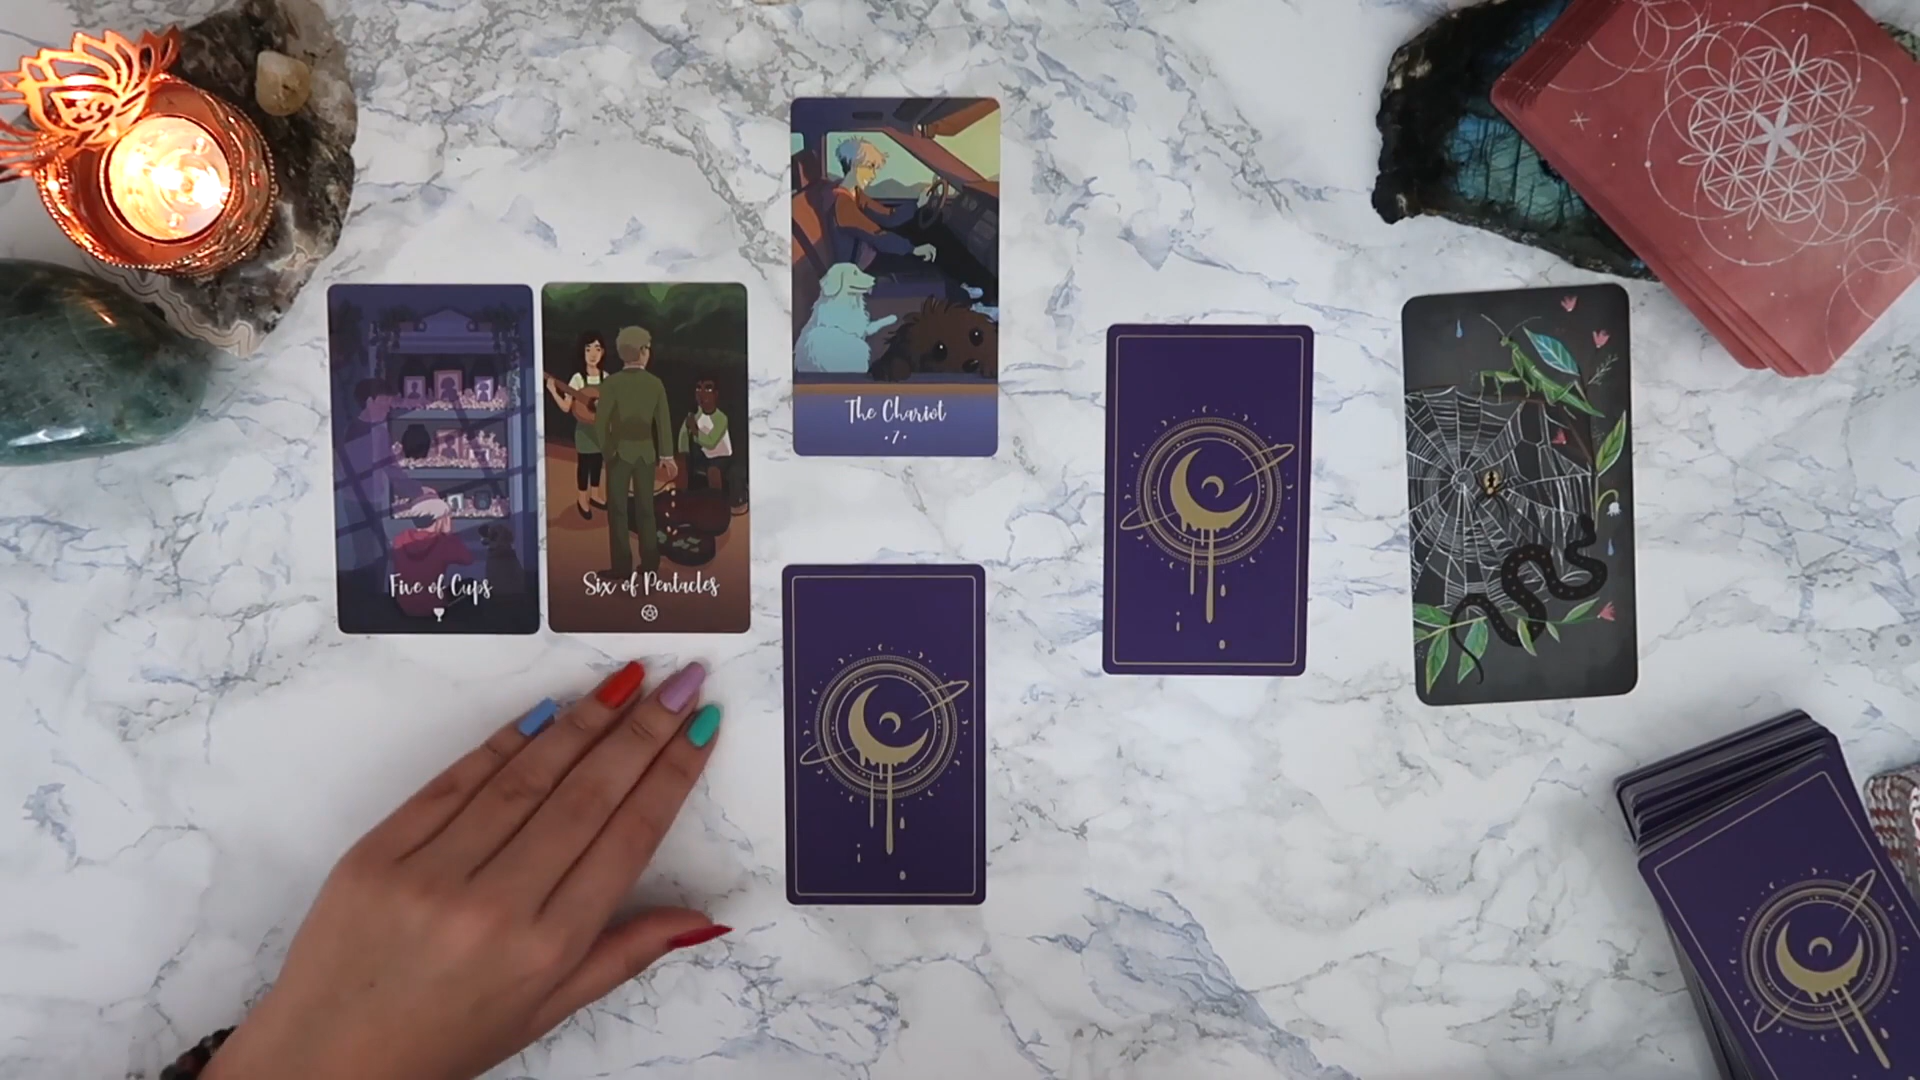 Five of Cups
Six of Pentacles
The Chariot
• 7 •